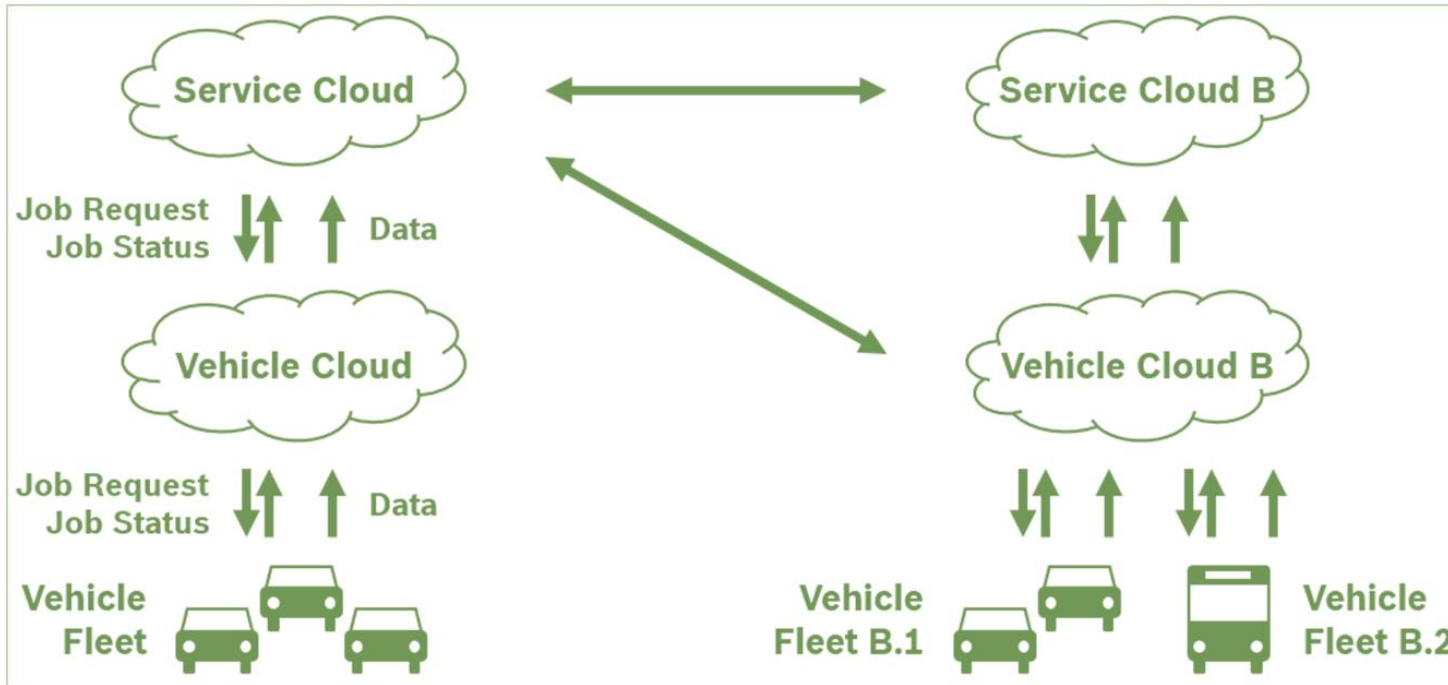 Service Cloud
Service Cloud B
Job Request
Job Status
Data
Vehicle Cloud
Vehicle Cloud B
Job Request
Job Status
Data
Vehicle
Fleet
Vehicle
Fleet B.1
Vehicle
Fleet B.2